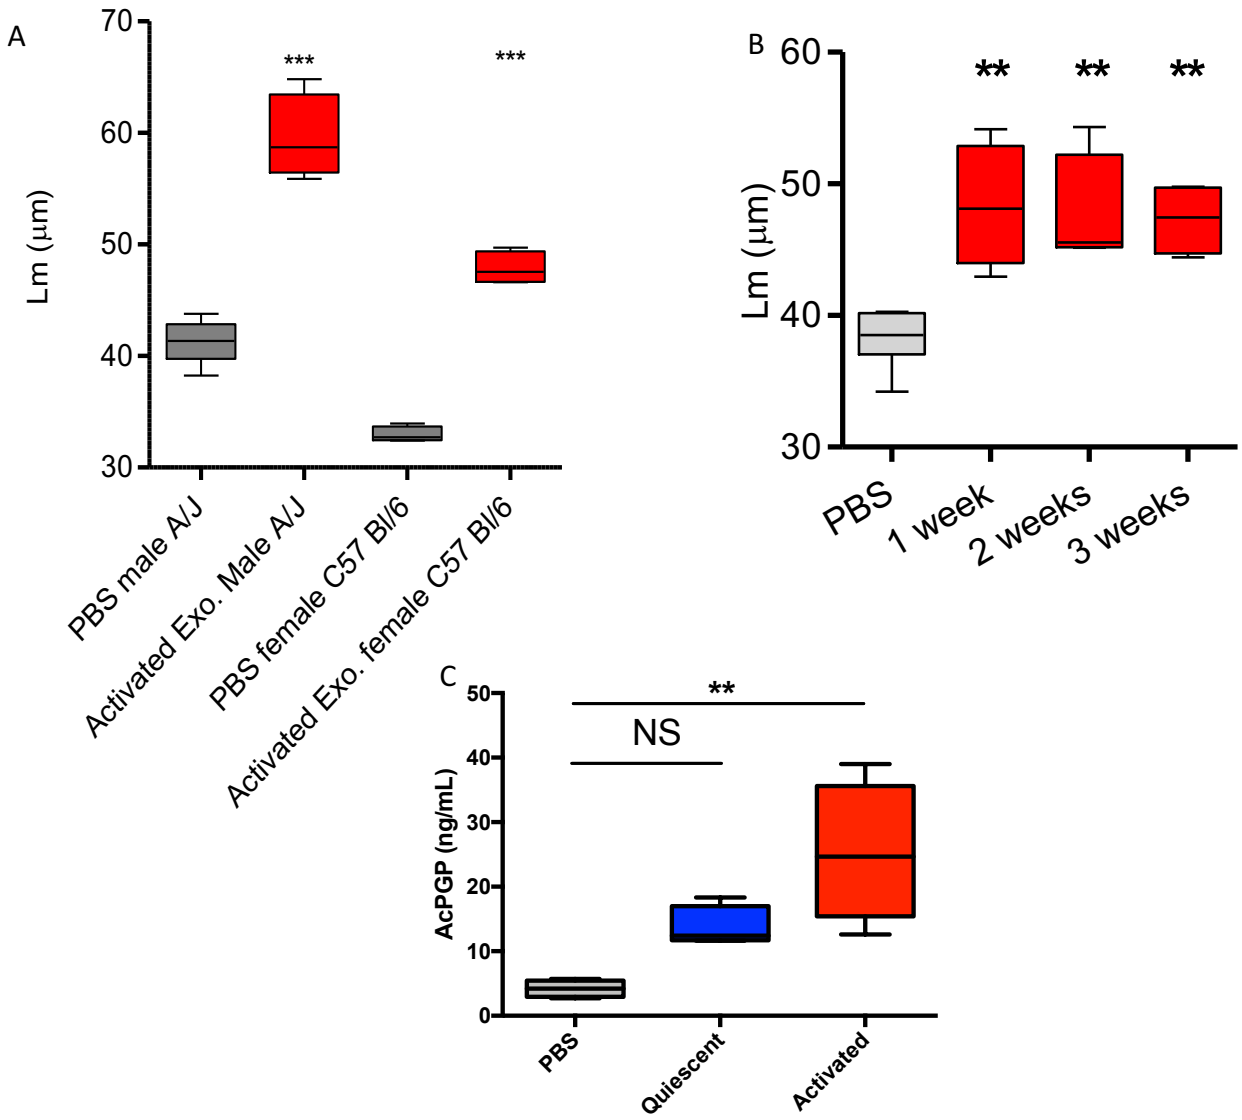 A
70
60
50
40
30
Lm (μm)
***
***
PBS male A/J
Activated Exo. Male A/J
PBS female C57 Bl/6
Activated Exo. female C57 Bl/6
B
60
50
40
30
Lm (μm)
**
**
**
PBS
1 week
2 weeks
3 weeks
C
50
40
30
20
10
0
AcPGP (ng/mL)
**
NS
PBS
Quiescent
Activated